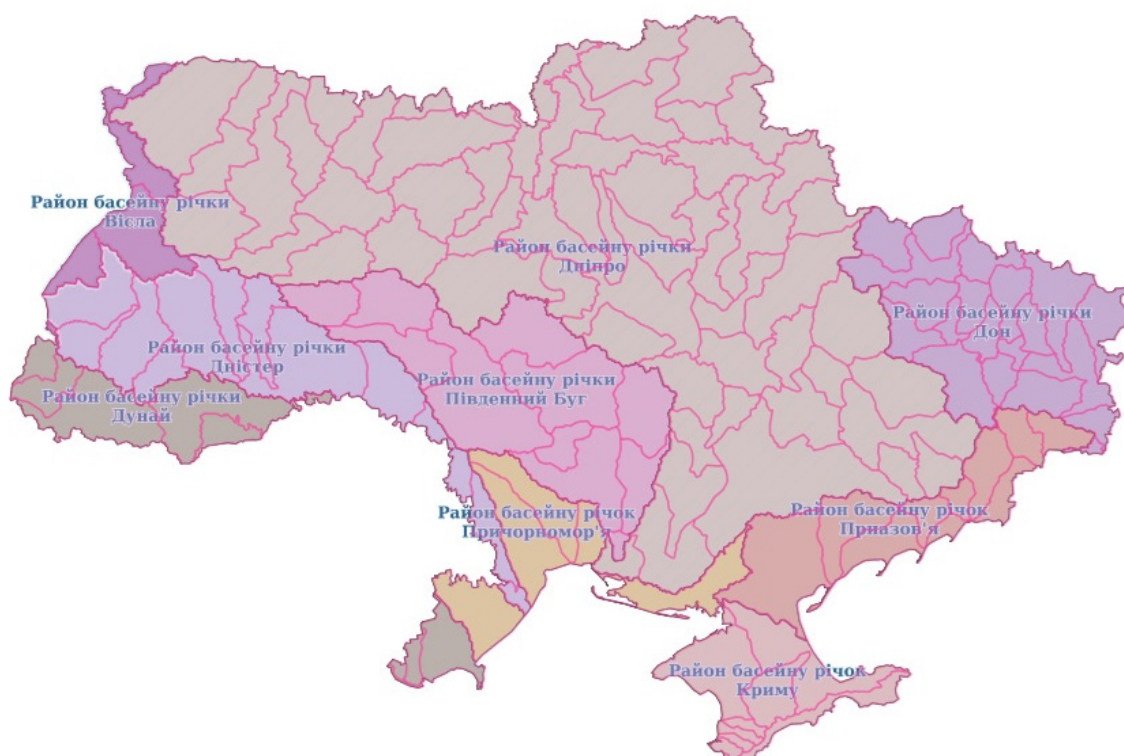 Район басейну річки
Вісла
Район басейну річки
Дніпро
Район басейну річки
Дон
Район басейну річки
Дністер
Район басейну річки
Південний Буг
Район басейну річки
Дунай
Район басейну річок
Причорномор'я
Район басейну річок
Приазов'я
Район басейну річок
Криму